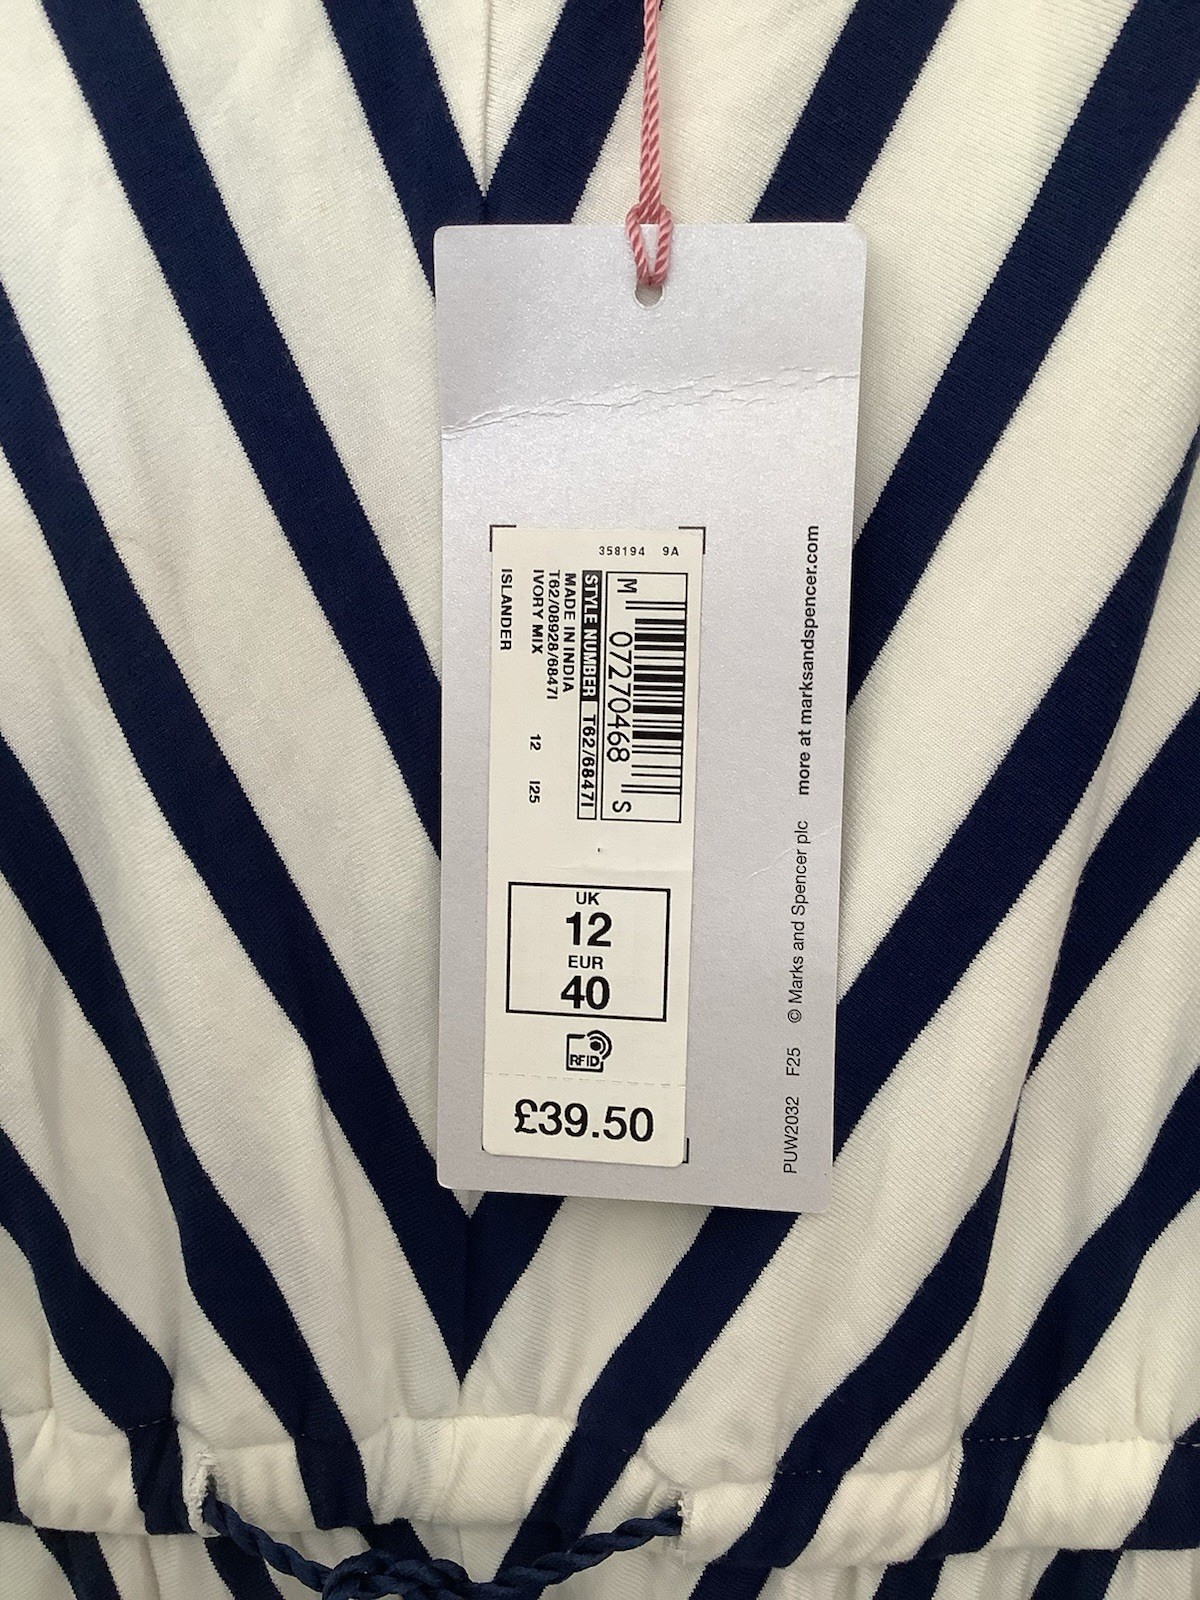 358194 9A
M 07270468 S
STYLE NUMBER T62/6847I
MADE IN INDIA
T62/08928/6847I
IVORY MIX 12 I25
ISLANDER
UK
12
EUR
40
RFID
£39.50
PUW2032 F25 © Marks and Spencer plc more at marksandspencer.com